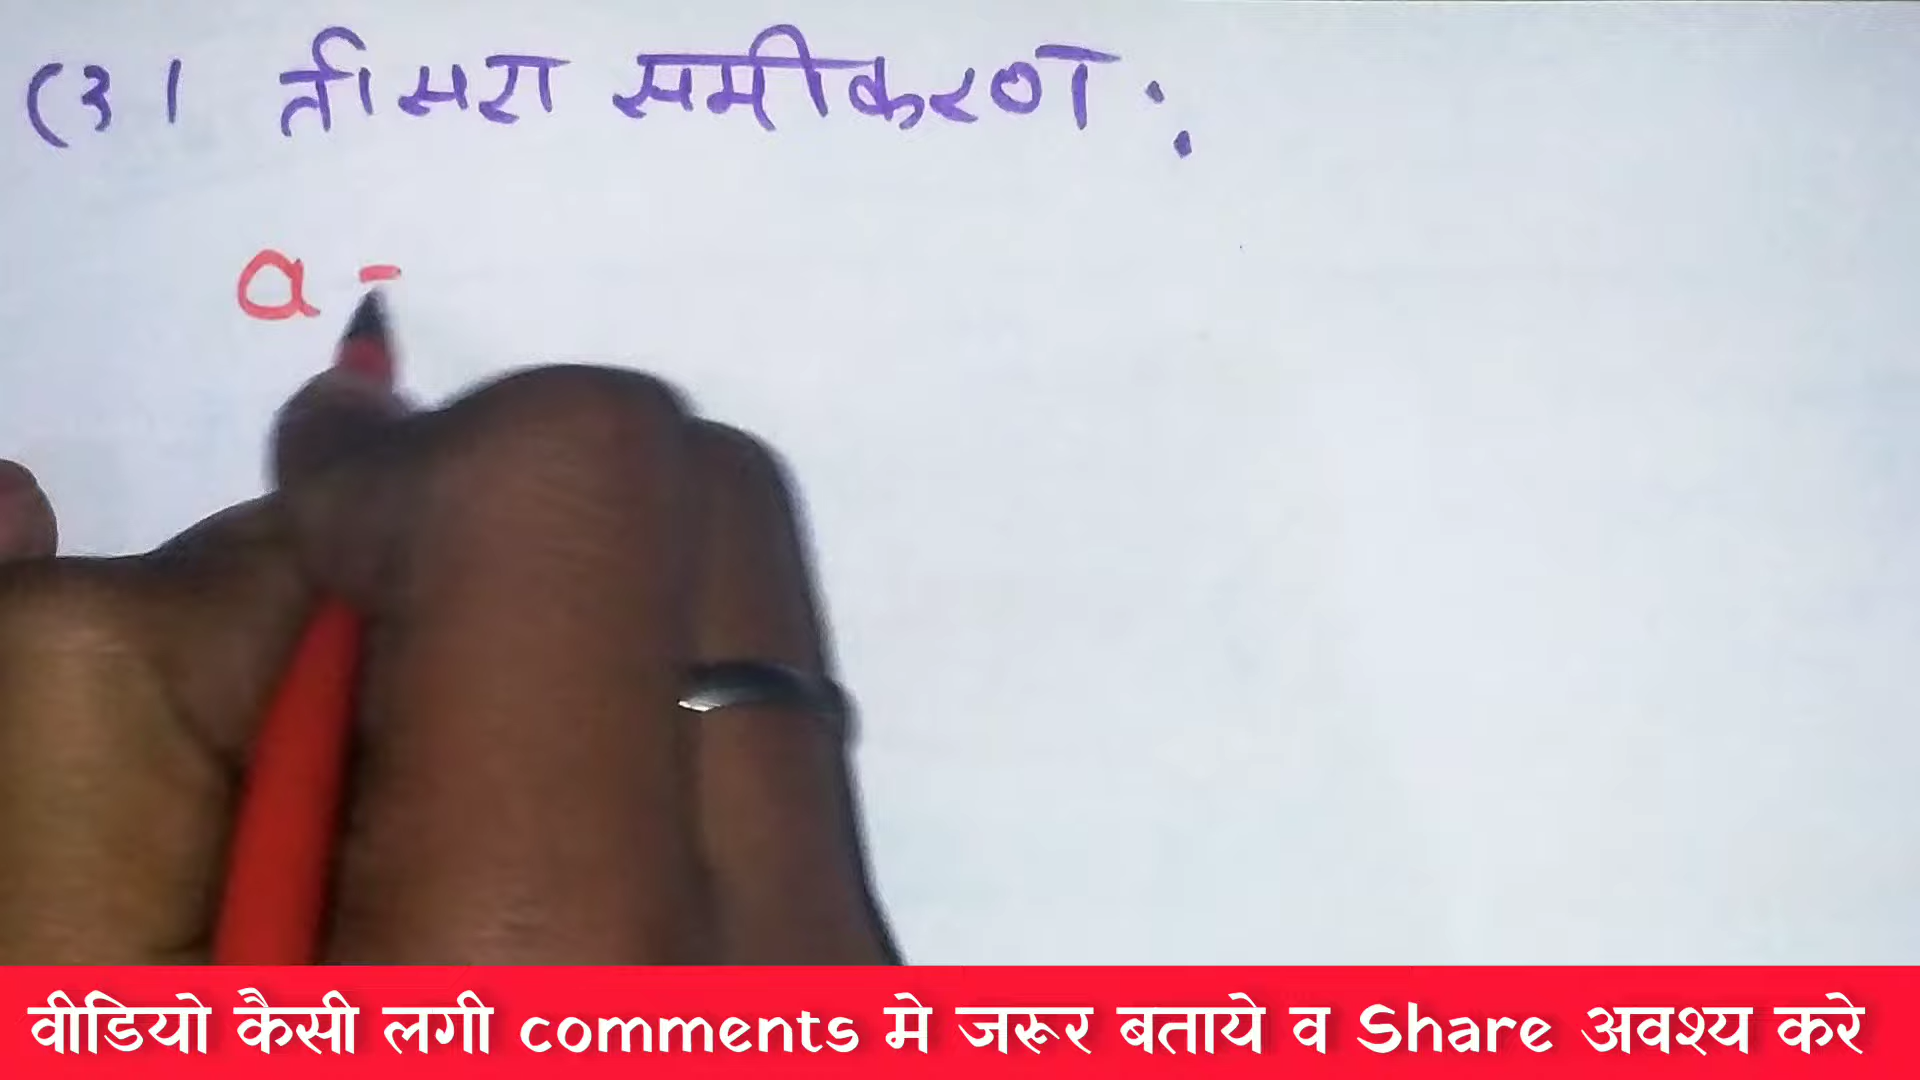 (3) तीसरा समीकरण :
a =
वीडियो कैसी लगी comments मे जरूर बताये व Share अवश्य करे